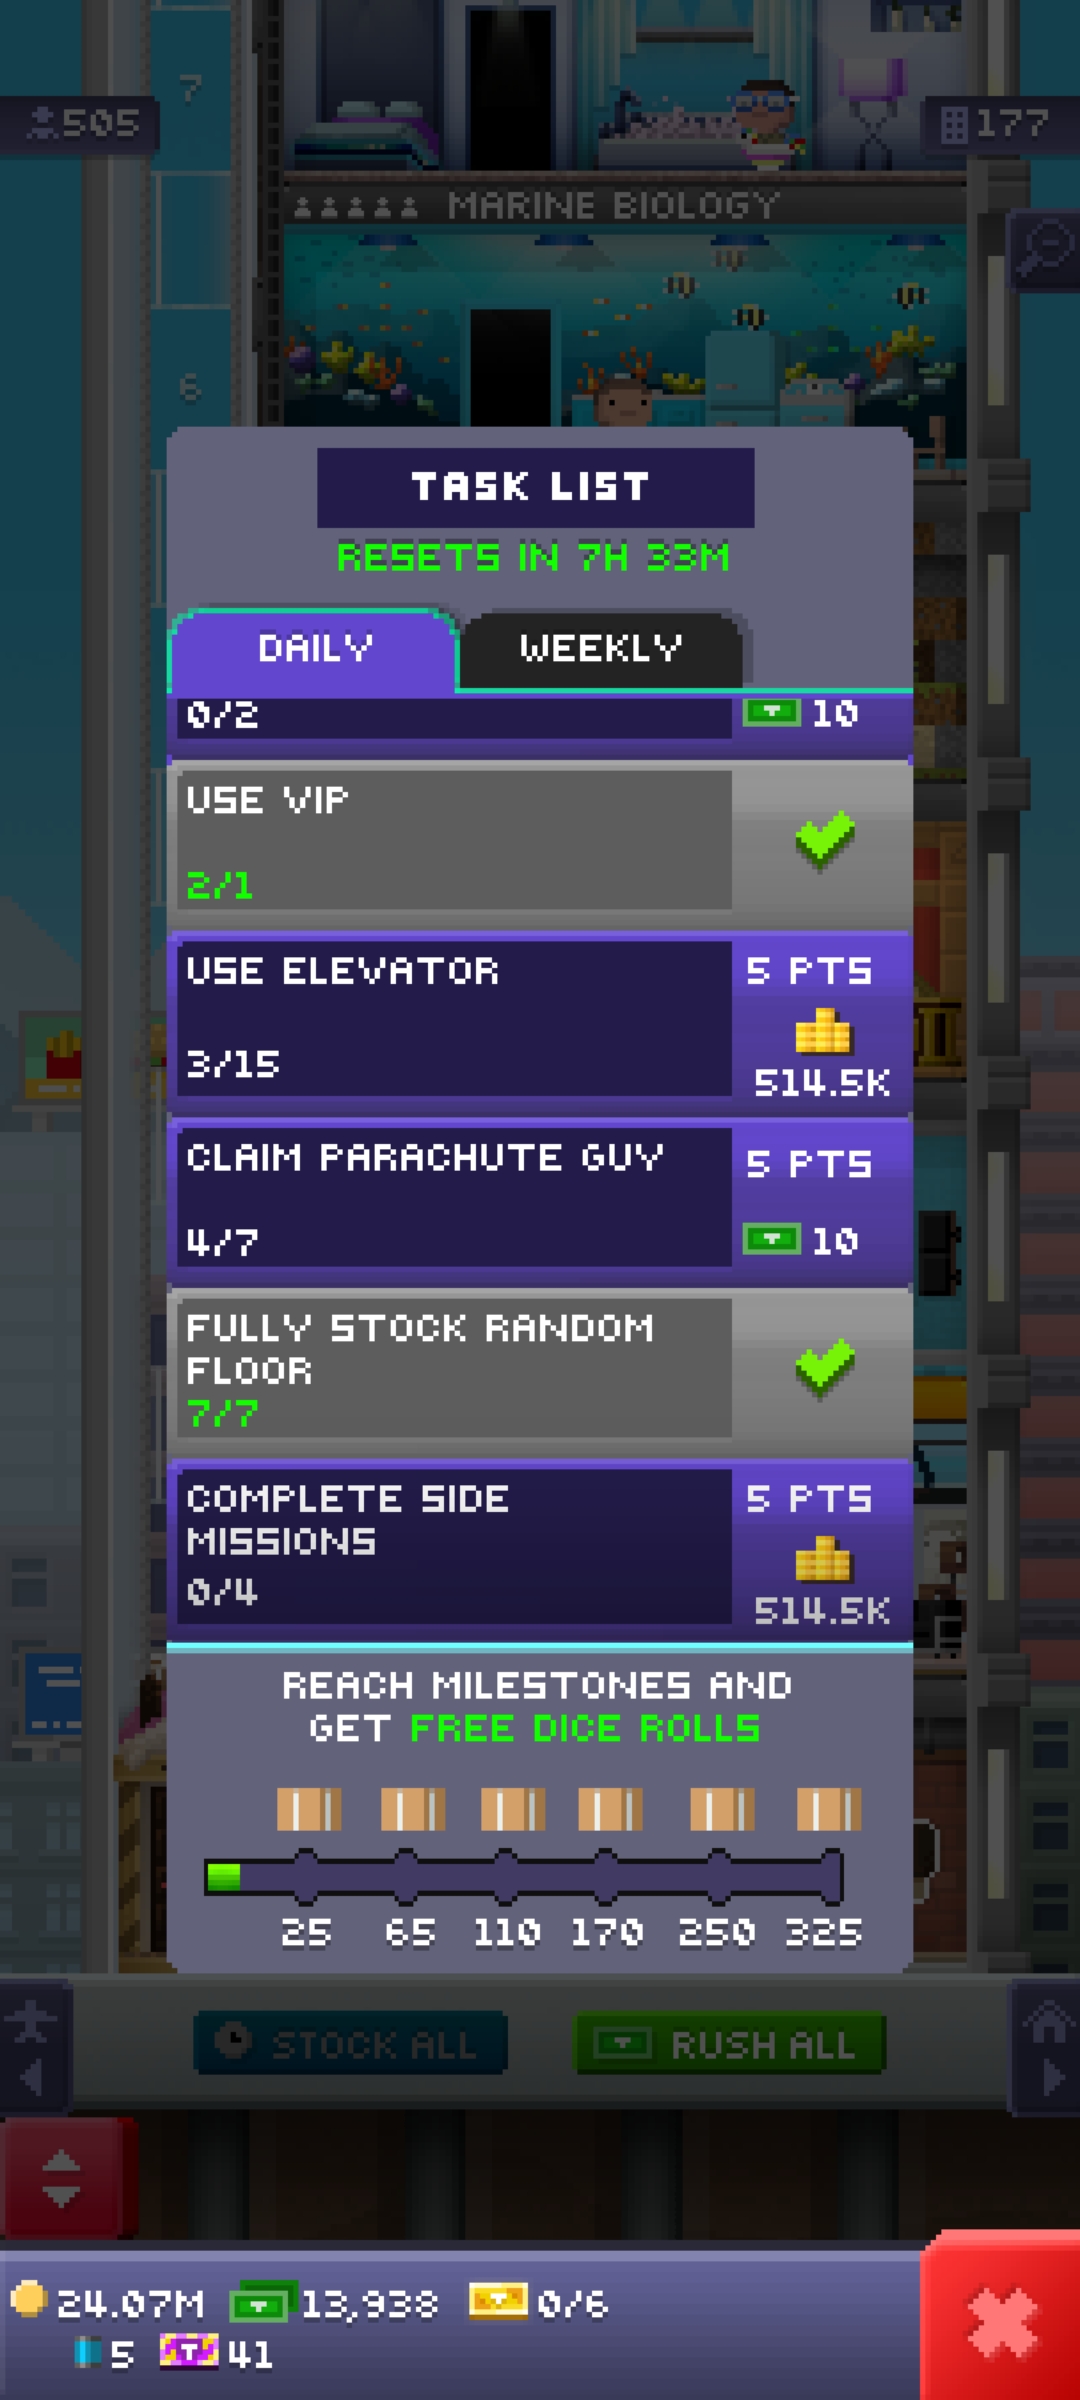 7
505
177
MARINE BIOLOGY
6
TASK LIST
RESETS IN 7H 33M
DAILY
WEEKLY
0/2
10
USE VIP
2/1
USE ELEVATOR
5 PTS
3/15
514.5K
CLAIM PARACHUTE GUY
5 PTS
4/7
10
FULLY STOCK RANDOM
FLOOR
7/7
COMPLETE SIDE
5 PTS
MISSIONS
0/4
514.5K
REACH MILESTONES AND
GET FREE DICE ROLLS
25 65 110 170 250 325
STOCK ALL
RUSH ALL
24.07M 13,938 0/6
5 41